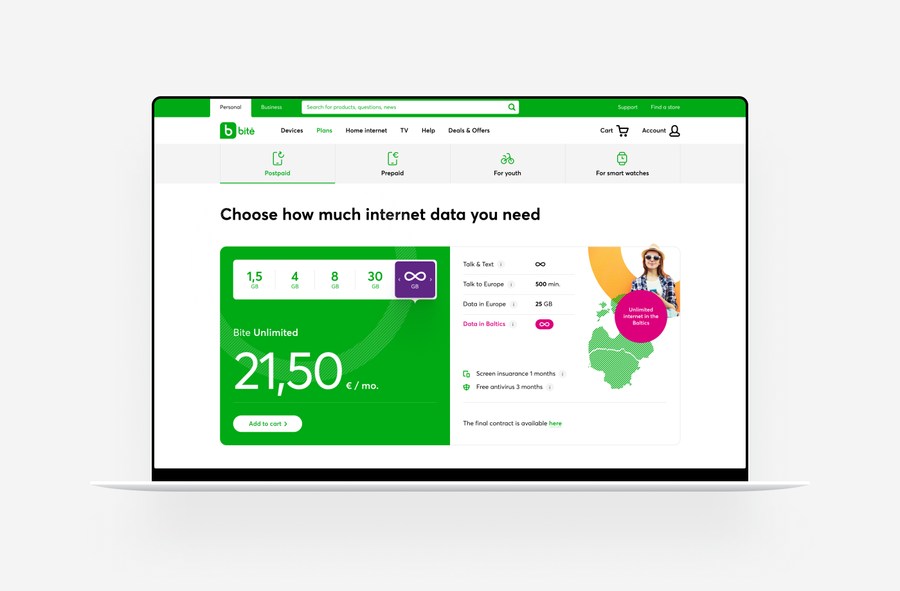 Personal
Business
Search for products, questions, news
Support
Find a store
b bitė
Devices
Plans
Home internet
TV
Help
Deals & Offers
Cart
Account
Postpaid
Prepaid
For youth
For smart watches
Choose how much internet data you need
1,5
GB
4
GB
8
GB
30
GB
∞
GB
Bite Unlimited
21,50 € / mo.
Add to cart
Talk & Text i ∞
Talk to Europe i 500 min.
Data in Europe i 25 GB
Data in Baltics i ∞
Unlimited
internet in the
Baltics
Screen insuarance 1 months i
Free antivirus 3 months i
The final contract is available here